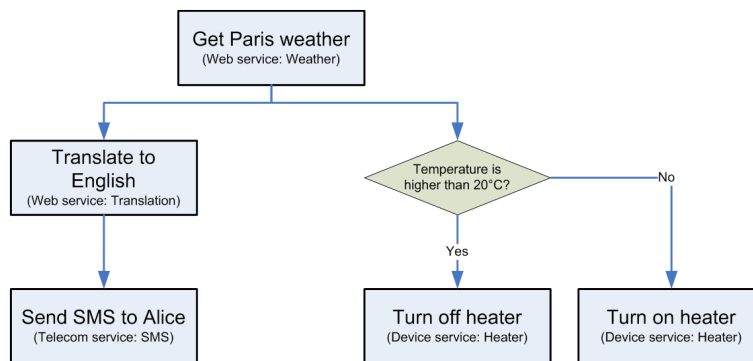 Get Paris weather
(Web service: Weather)
Translate to
English
(Web service: Translation)
Temperature is
higher than 20°C?
No
Yes
Send SMS to Alice
(Telecom service: SMS)
Turn off heater
(Device service: Heater)
Turn on heater
(Device service: Heater)